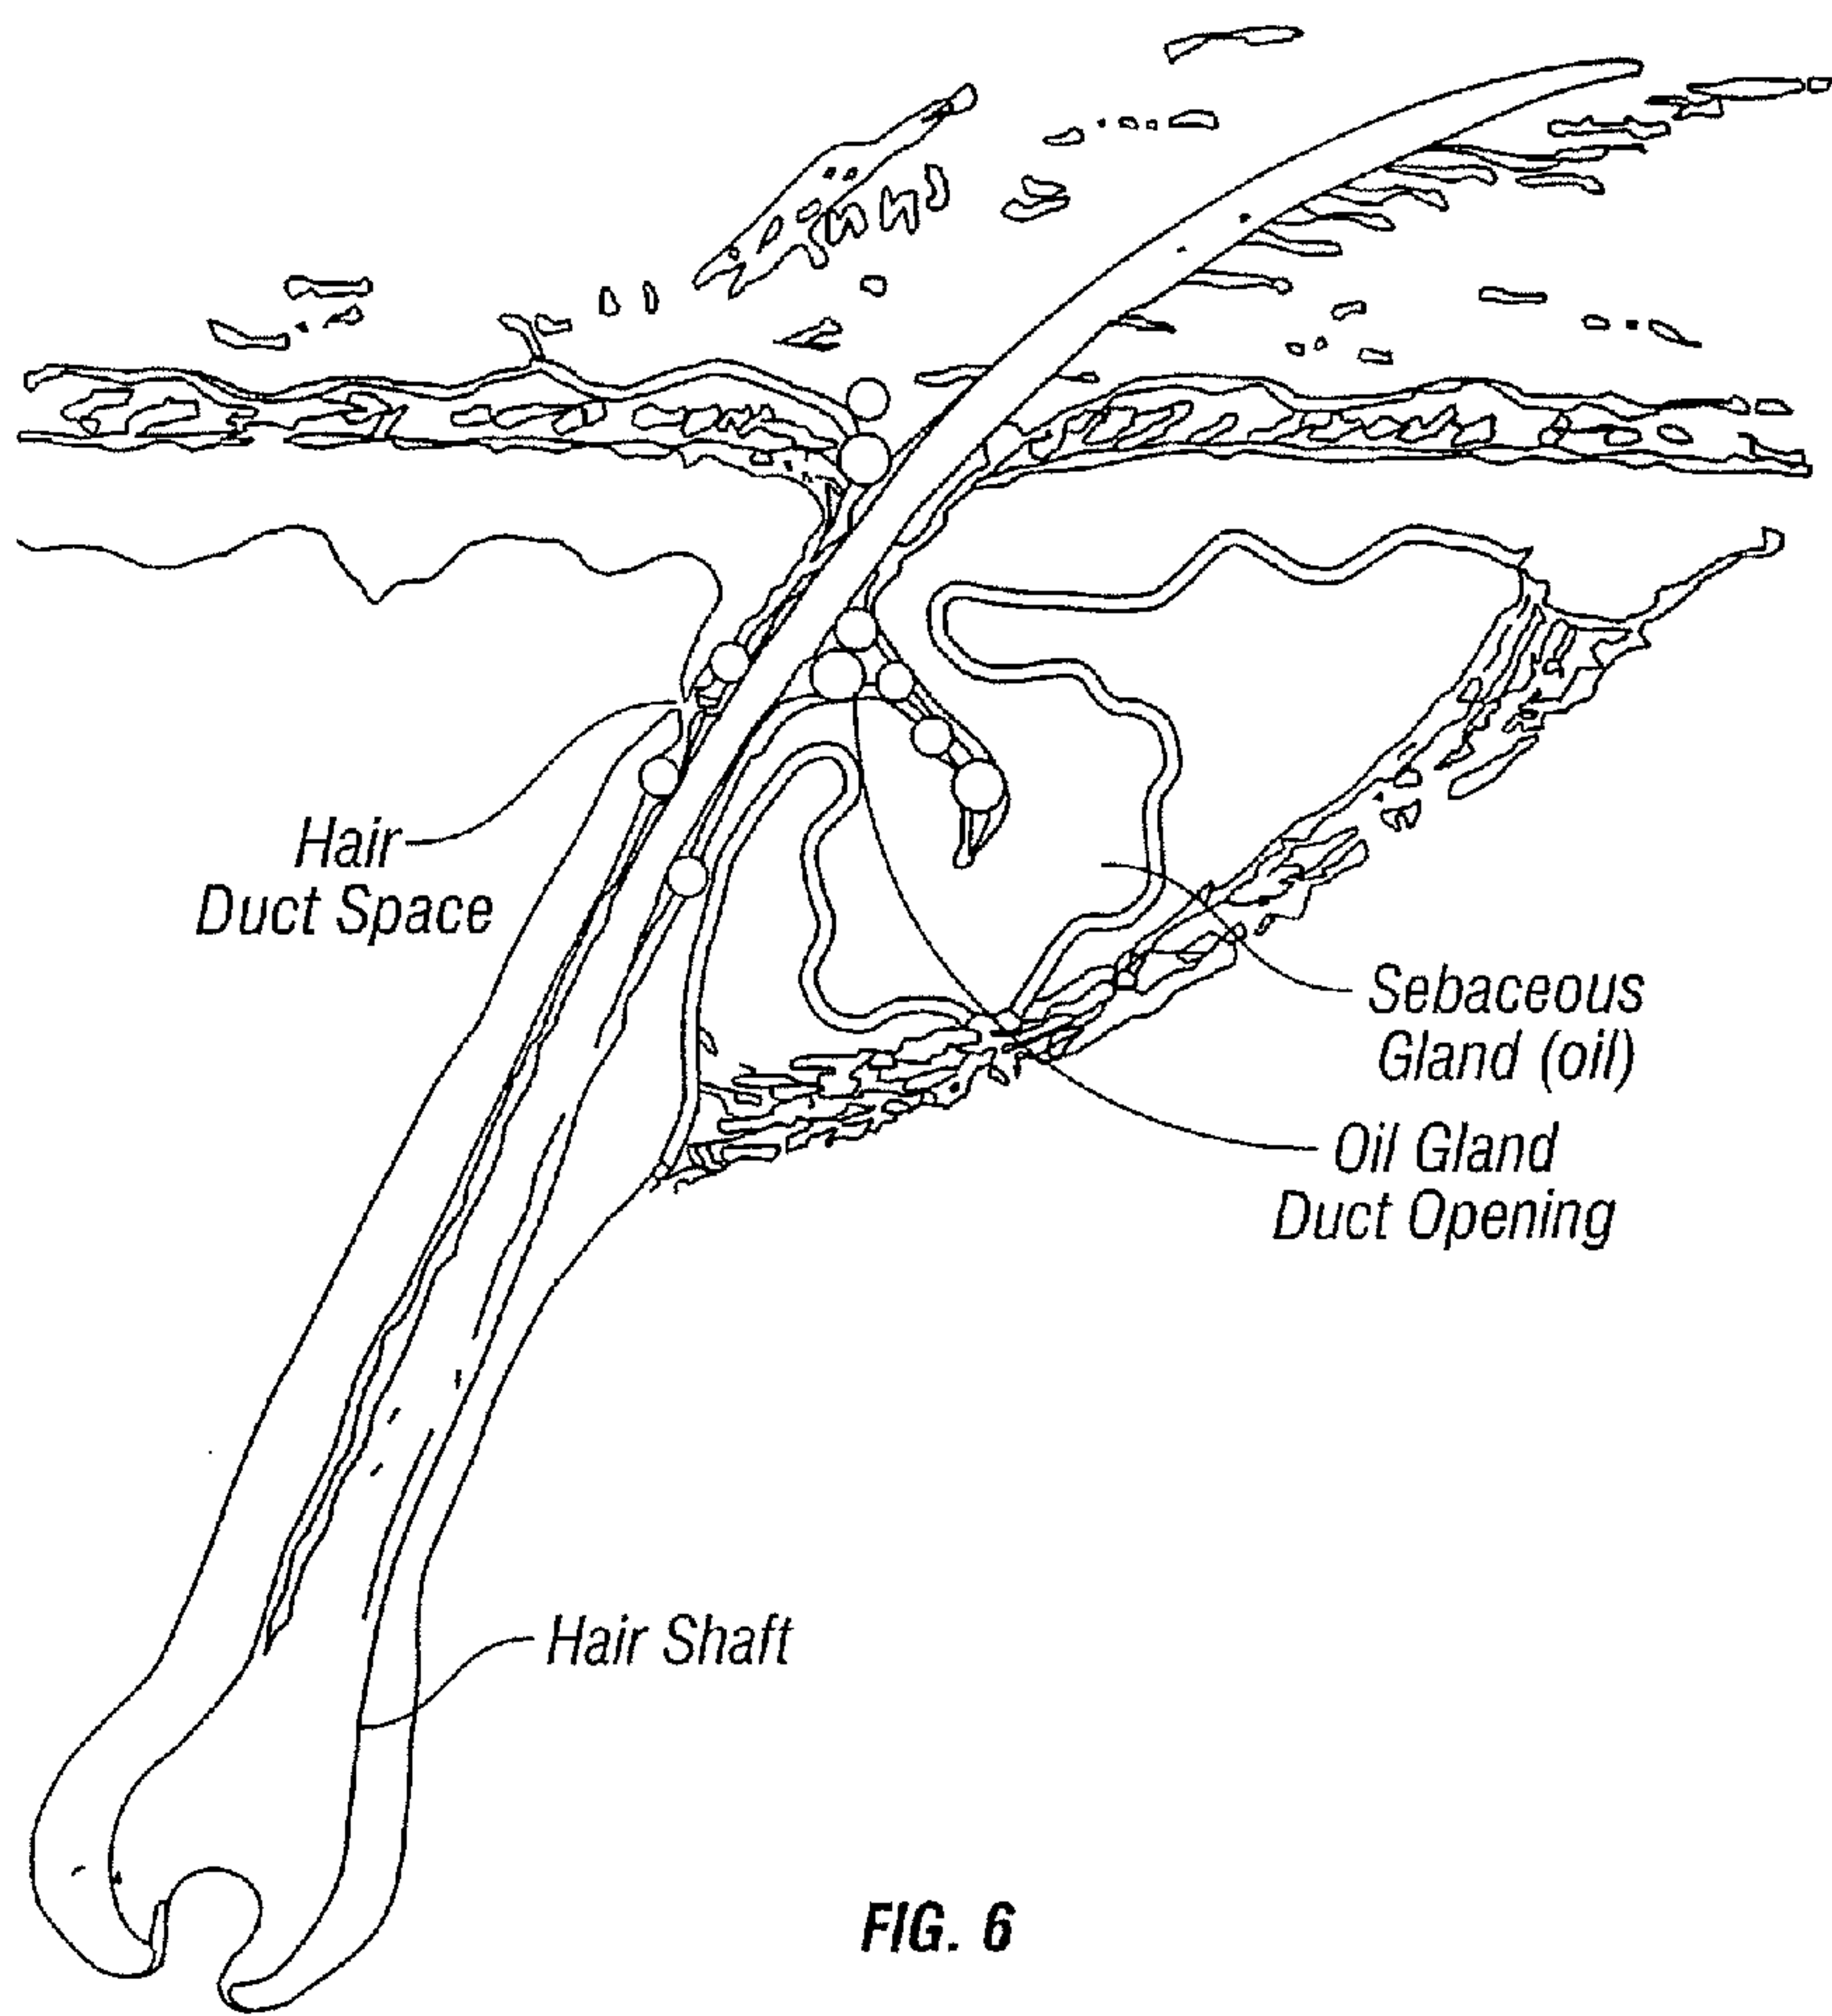 Hair
Duct Space
Sebaceous
Gland (oil)
Oil Gland
Duct Opening
Hair Shaft
FIG. 6